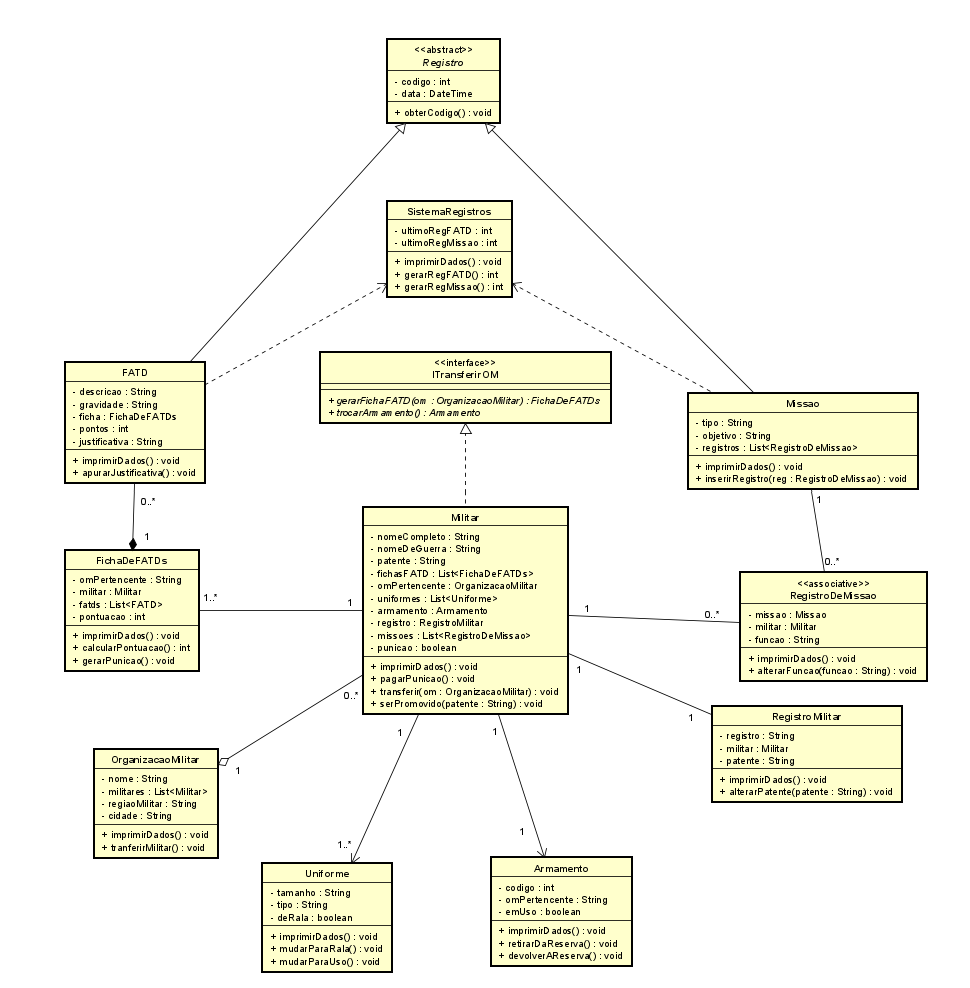 <<abstract>>
Registro
- codigo : int
- data : DateTime
+ obterCodigo() : void
SistemaRegistros
- ultimoRegFATD : int
- ultimoRegMissao : int
+ imprimirDados() : void
+ gerarRegFATD() : int
+ gerarRegMissao() : int
FATD
- descricao : String
- gravidade : String
- ficha : FichaDeFATDs
- pontos : int
- justificativa : String
+ imprimirDados() : void
+ apurarJustificativa() : void
<<interface>>
ITransferirOM
+ gerarFichaFATD(om : OrganizacaoMilitar) : FichaDeFATDs
+ trocarArmamento() : Armamento
Missao
- tipo : String
- objetivo : String
- registros : List<RegistroDeMissao>
+ imprimirDados() : void
+ inserirRegistro(reg : RegistroDeMissao) : void
0..*
1
1
0..*
FichaDeFATDs
- omPertencente : String
- militar : Militar
- fatds : List<FATD>
- pontuacao : int
+ imprimirDados() : void
+ calcularPontuacao() : int
+ gerarPunicao() : void
1..*
1
Militar
- nomeCompleto : String
- nomeDeGuerra : String
- patente : String
- fichasFATD : List<FichaDeFATDs>
- omPertencente : OrganizacaoMilitar
- uniformes : List<Uniforme>
- armamento : Armamento
- registro : RegistroMilitar
- missoes : List<RegistroDeMissao>
- punicao : boolean
+ imprimirDados() : void
+ pagarPunicao() : void
+ transferir(om : OrganizacaoMilitar) : void
+ serPromovido(patente : String) : void
1
0..*
<<associative>>
RegistroDeMissao
- missao : Missao
- militar : Militar
- funcao : String
+ imprimirDados() : void
+ alterarFuncao(funcao : String) : void
1
1
RegistroMilitar
- registro : String
- militar : Militar
- patente : String
+ imprimirDados() : void
+ alterarPatente(patente : String) : void
0..*
1
OrganizacaoMilitar
- nome : String
- militares : List<Militar>
- regiaoMilitar : String
- cidade : String
+ imprimirDados() : void
+ tranferirMilitar() : void
1
1..*
Uniforme
- tamanho : String
- tipo : String
- deRala : boolean
+ imprimirDados() : void
+ mudarParaRala() : void
+ mudarParaUso() : void
1
1
Armamento
- codigo : int
- omPertencente : String
- emUso : boolean
+ imprimirDados() : void
+ retirarDaReserva() : void
+ devolverAReserva() : void